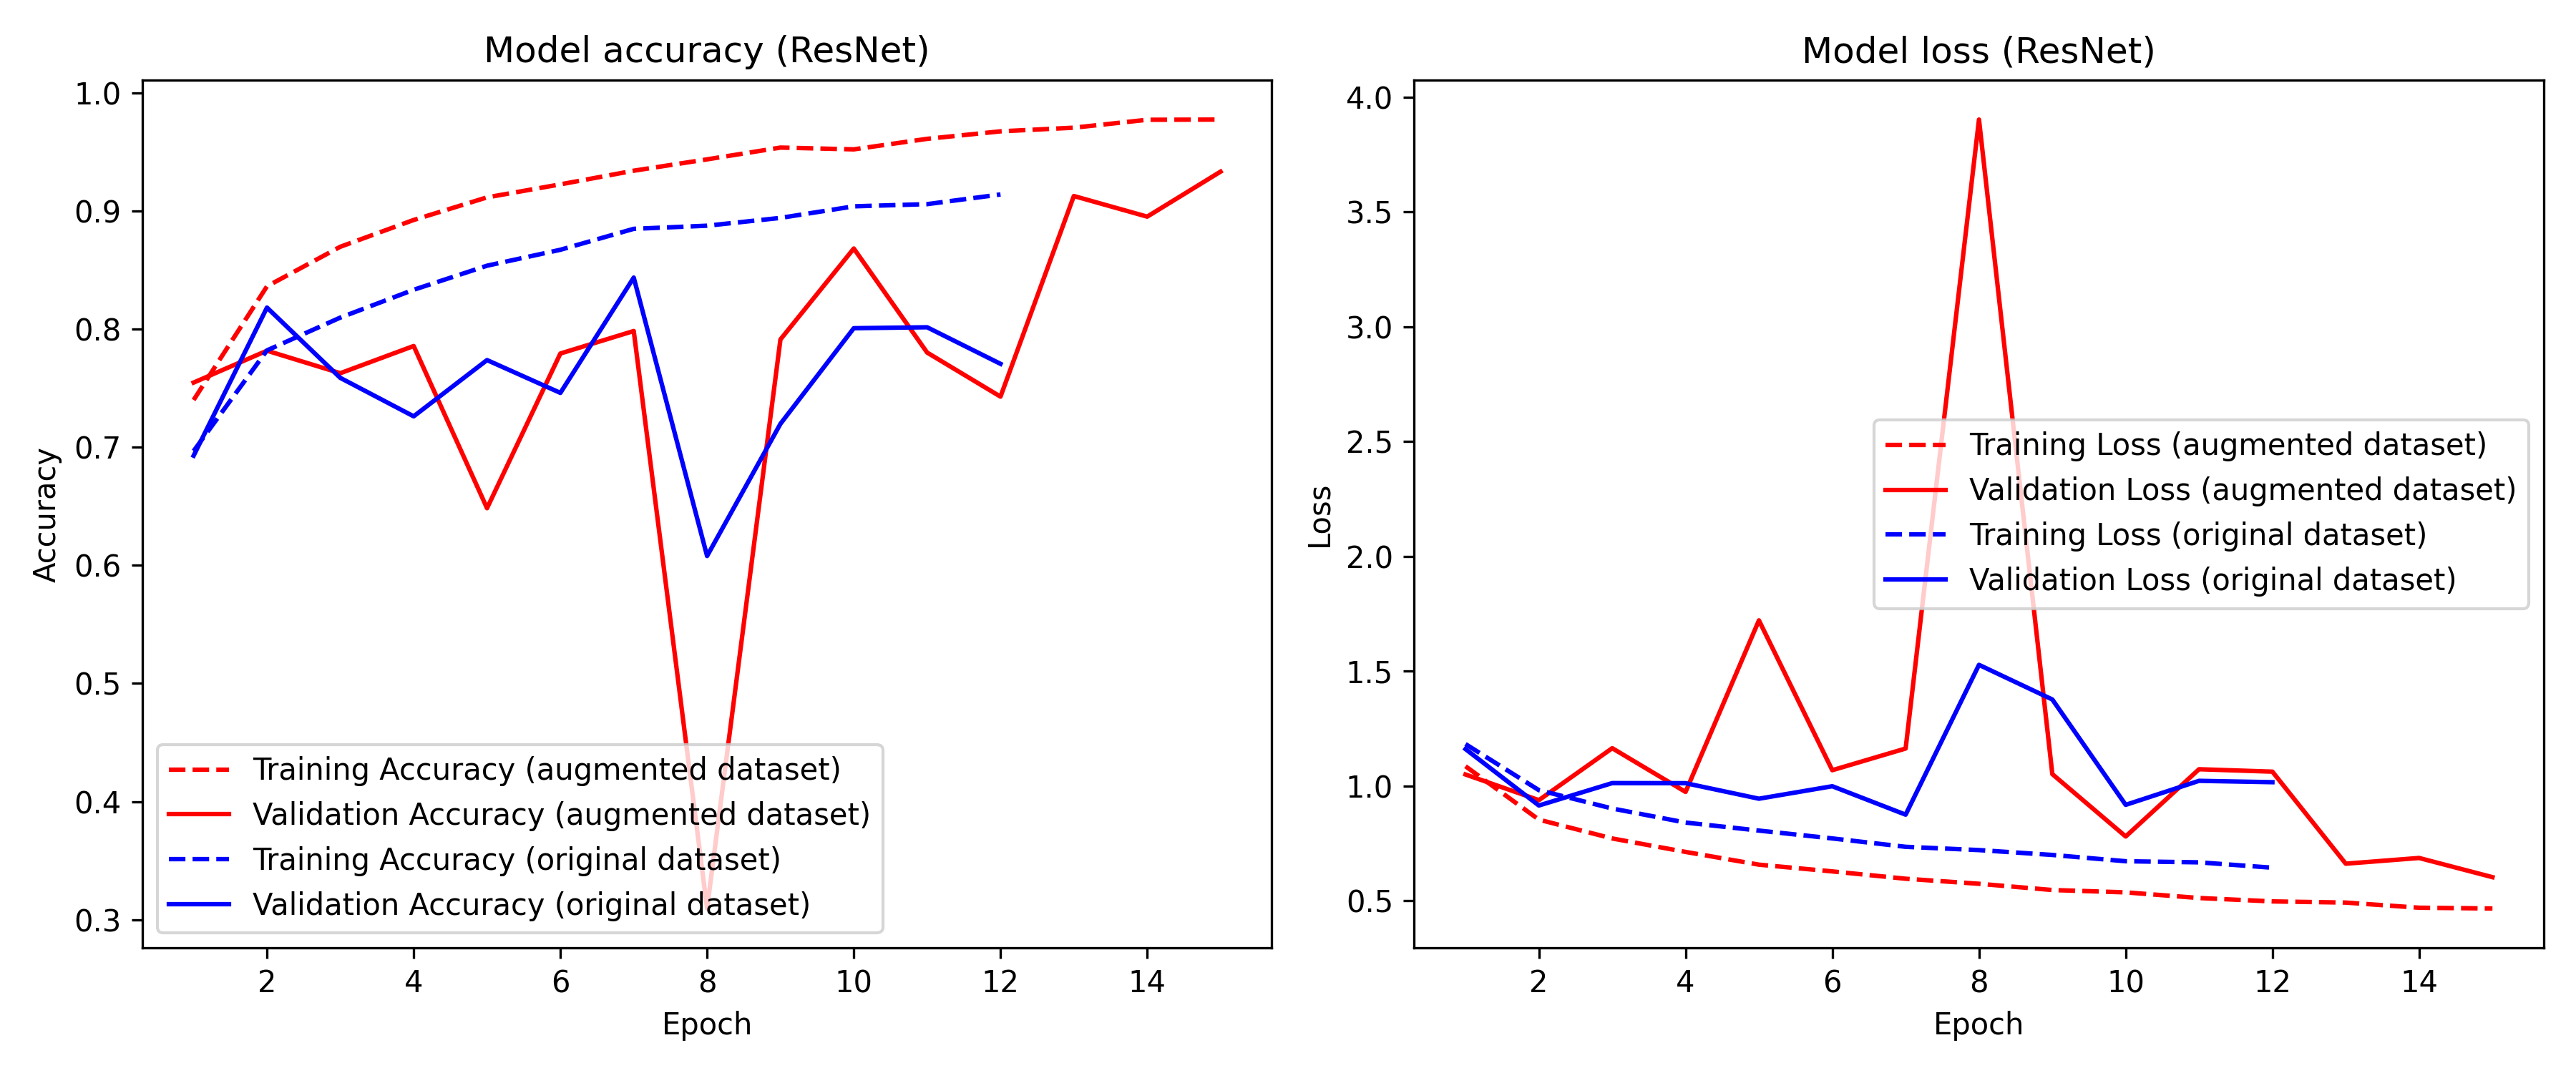 Model accuracy (ResNet)
1.0
0.9
0.8
0.7
0.6
0.5
0.4
0.3
Accuracy
Training Accuracy (augmented dataset)
Validation Accuracy (augmented dataset)
Training Accuracy (original dataset)
Validation Accuracy (original dataset)
2 4 6 8 10 12 14
Epoch
Model loss (ResNet)
4.0
3.5
3.0
2.5
2.0
1.5
1.0
0.5
Loss
Training Loss (augmented dataset)
Validation Loss (augmented dataset)
Training Loss (original dataset)
Validation Loss (original dataset)
2 4 6 8 10 12 14
Epoch